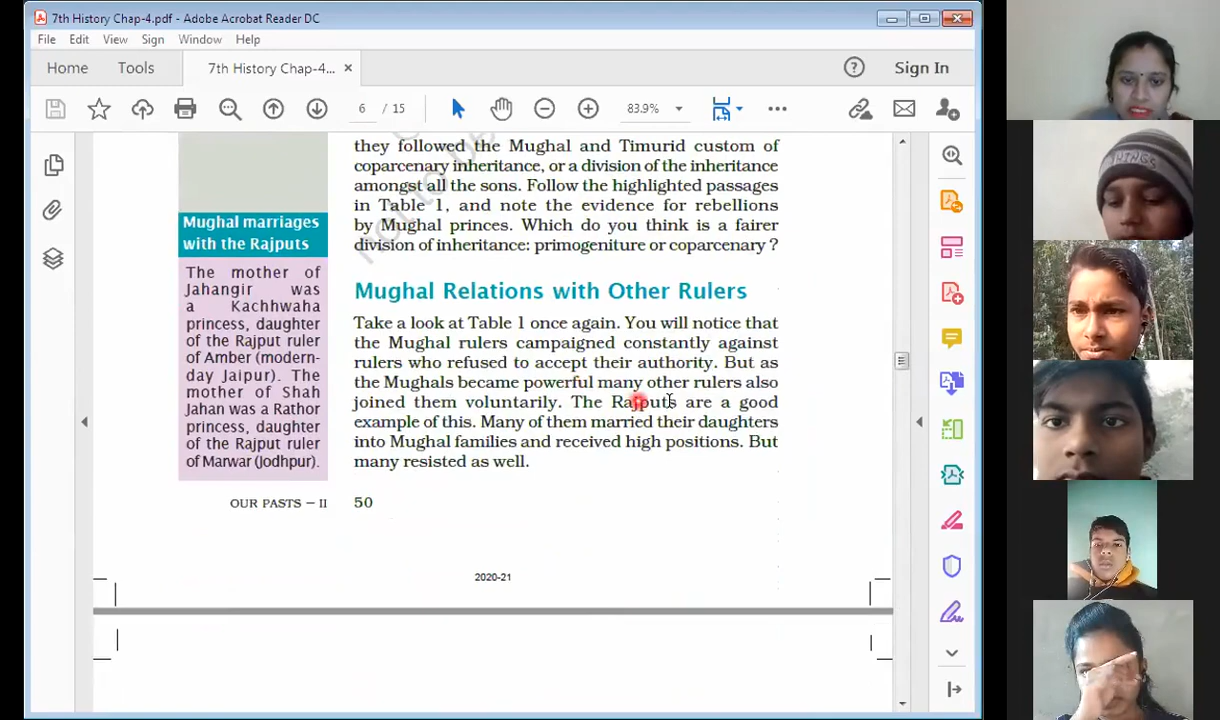 7th History Chap-4.pdf - Adobe Acrobat Reader DC
File Edit View Sign Window Help
Home Tools 7th History Chap-4... × Sign In
6 / 15 83.9%
they followed the Mughal and Timurid custom of
coparcenary inheritance, or a division of the inheritance
amongst all the sons. Follow the highlighted passages
in Table 1, and note the evidence for rebellions
by Mughal princes. Which do you think is a fairer
division of inheritance: primogeniture or coparcenary ?
Mughal marriages
with the Rajputs
The mother of
Jahangir was
a Kachhwaha
princess, daughter
of the Rajput ruler
of Amber (modern-
day Jaipur). The
mother of Shah
Jahan was a Rathor
princess, daughter
of the Rajput ruler
of Marwar (Jodhpur).
Mughal Relations with Other Rulers
Take a look at Table 1 once again. You will notice that
the Mughal rulers campaigned constantly against
rulers who refused to accept their authority. But as
the Mughals became powerful many other rulers also
joined them voluntarily. The Rajputs are a good
example of this. Many of them married their daughters
into Mughal families and received high positions. But
many resisted as well.
OUR PASTS – II 50
2020-21